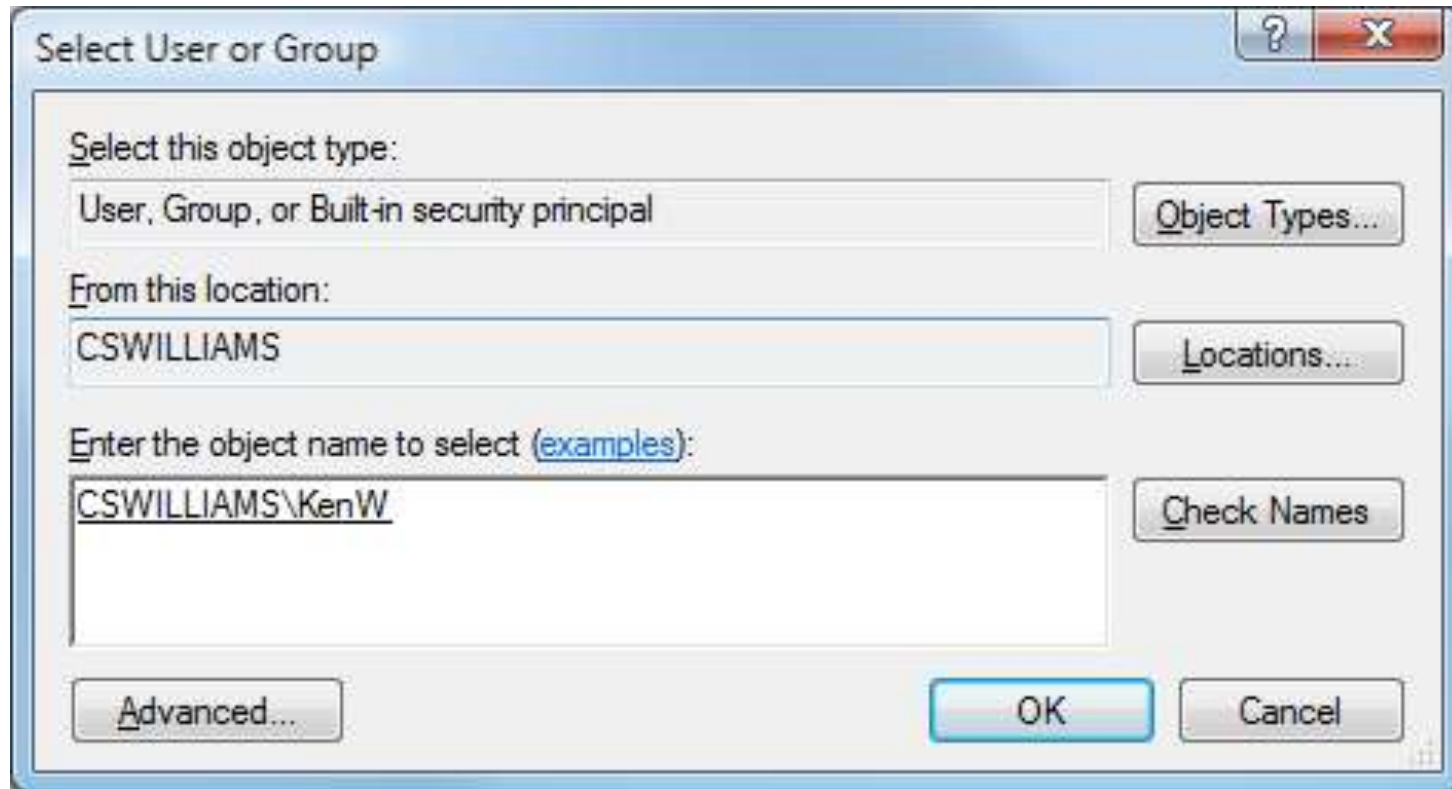 Select User or Group
?
X
Select this object type:
User, Group, or Built-in security principal
Object Types...
From this location:
CSWILLIAMS
Locations...
Enter the object name to select (examples):
CSWILLIAMS\KenW
Check Names
Advanced...
OK
Cancel